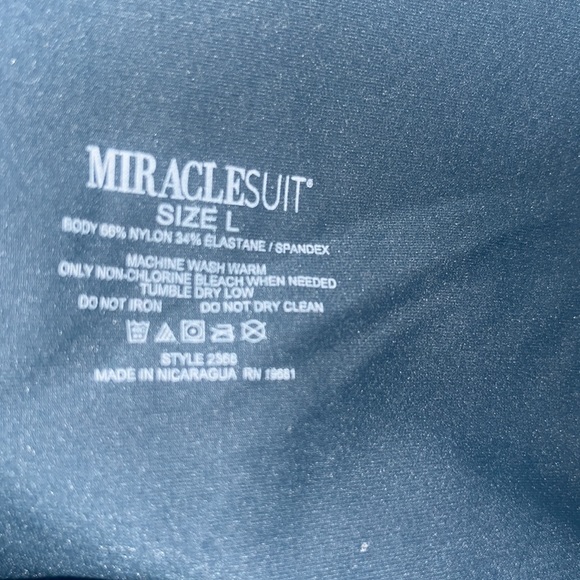 MIRACLESUIT®
SIZE L
BODY 66% NYLON 34% ELASTANE / SPANDEX
MACHINE WASH WARM
ONLY NON-CHLORINE BLEACH WHEN NEEDED
TUMBLE DRY LOW
DO NOT IRON DO NOT DRY CLEAN
STYLE 2368
MADE IN NICARAGUA RN 19681